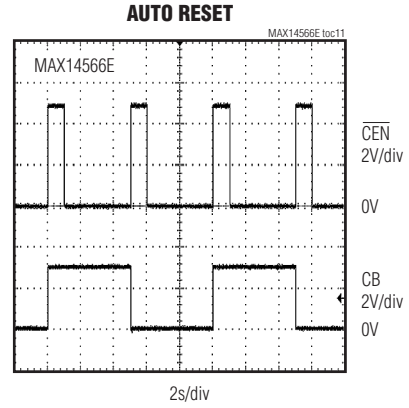 AUTO RESET
MAX14566E toc11
MAX14566E
CEN
2V/div
0V
CB
2V/div
0V
2s/div